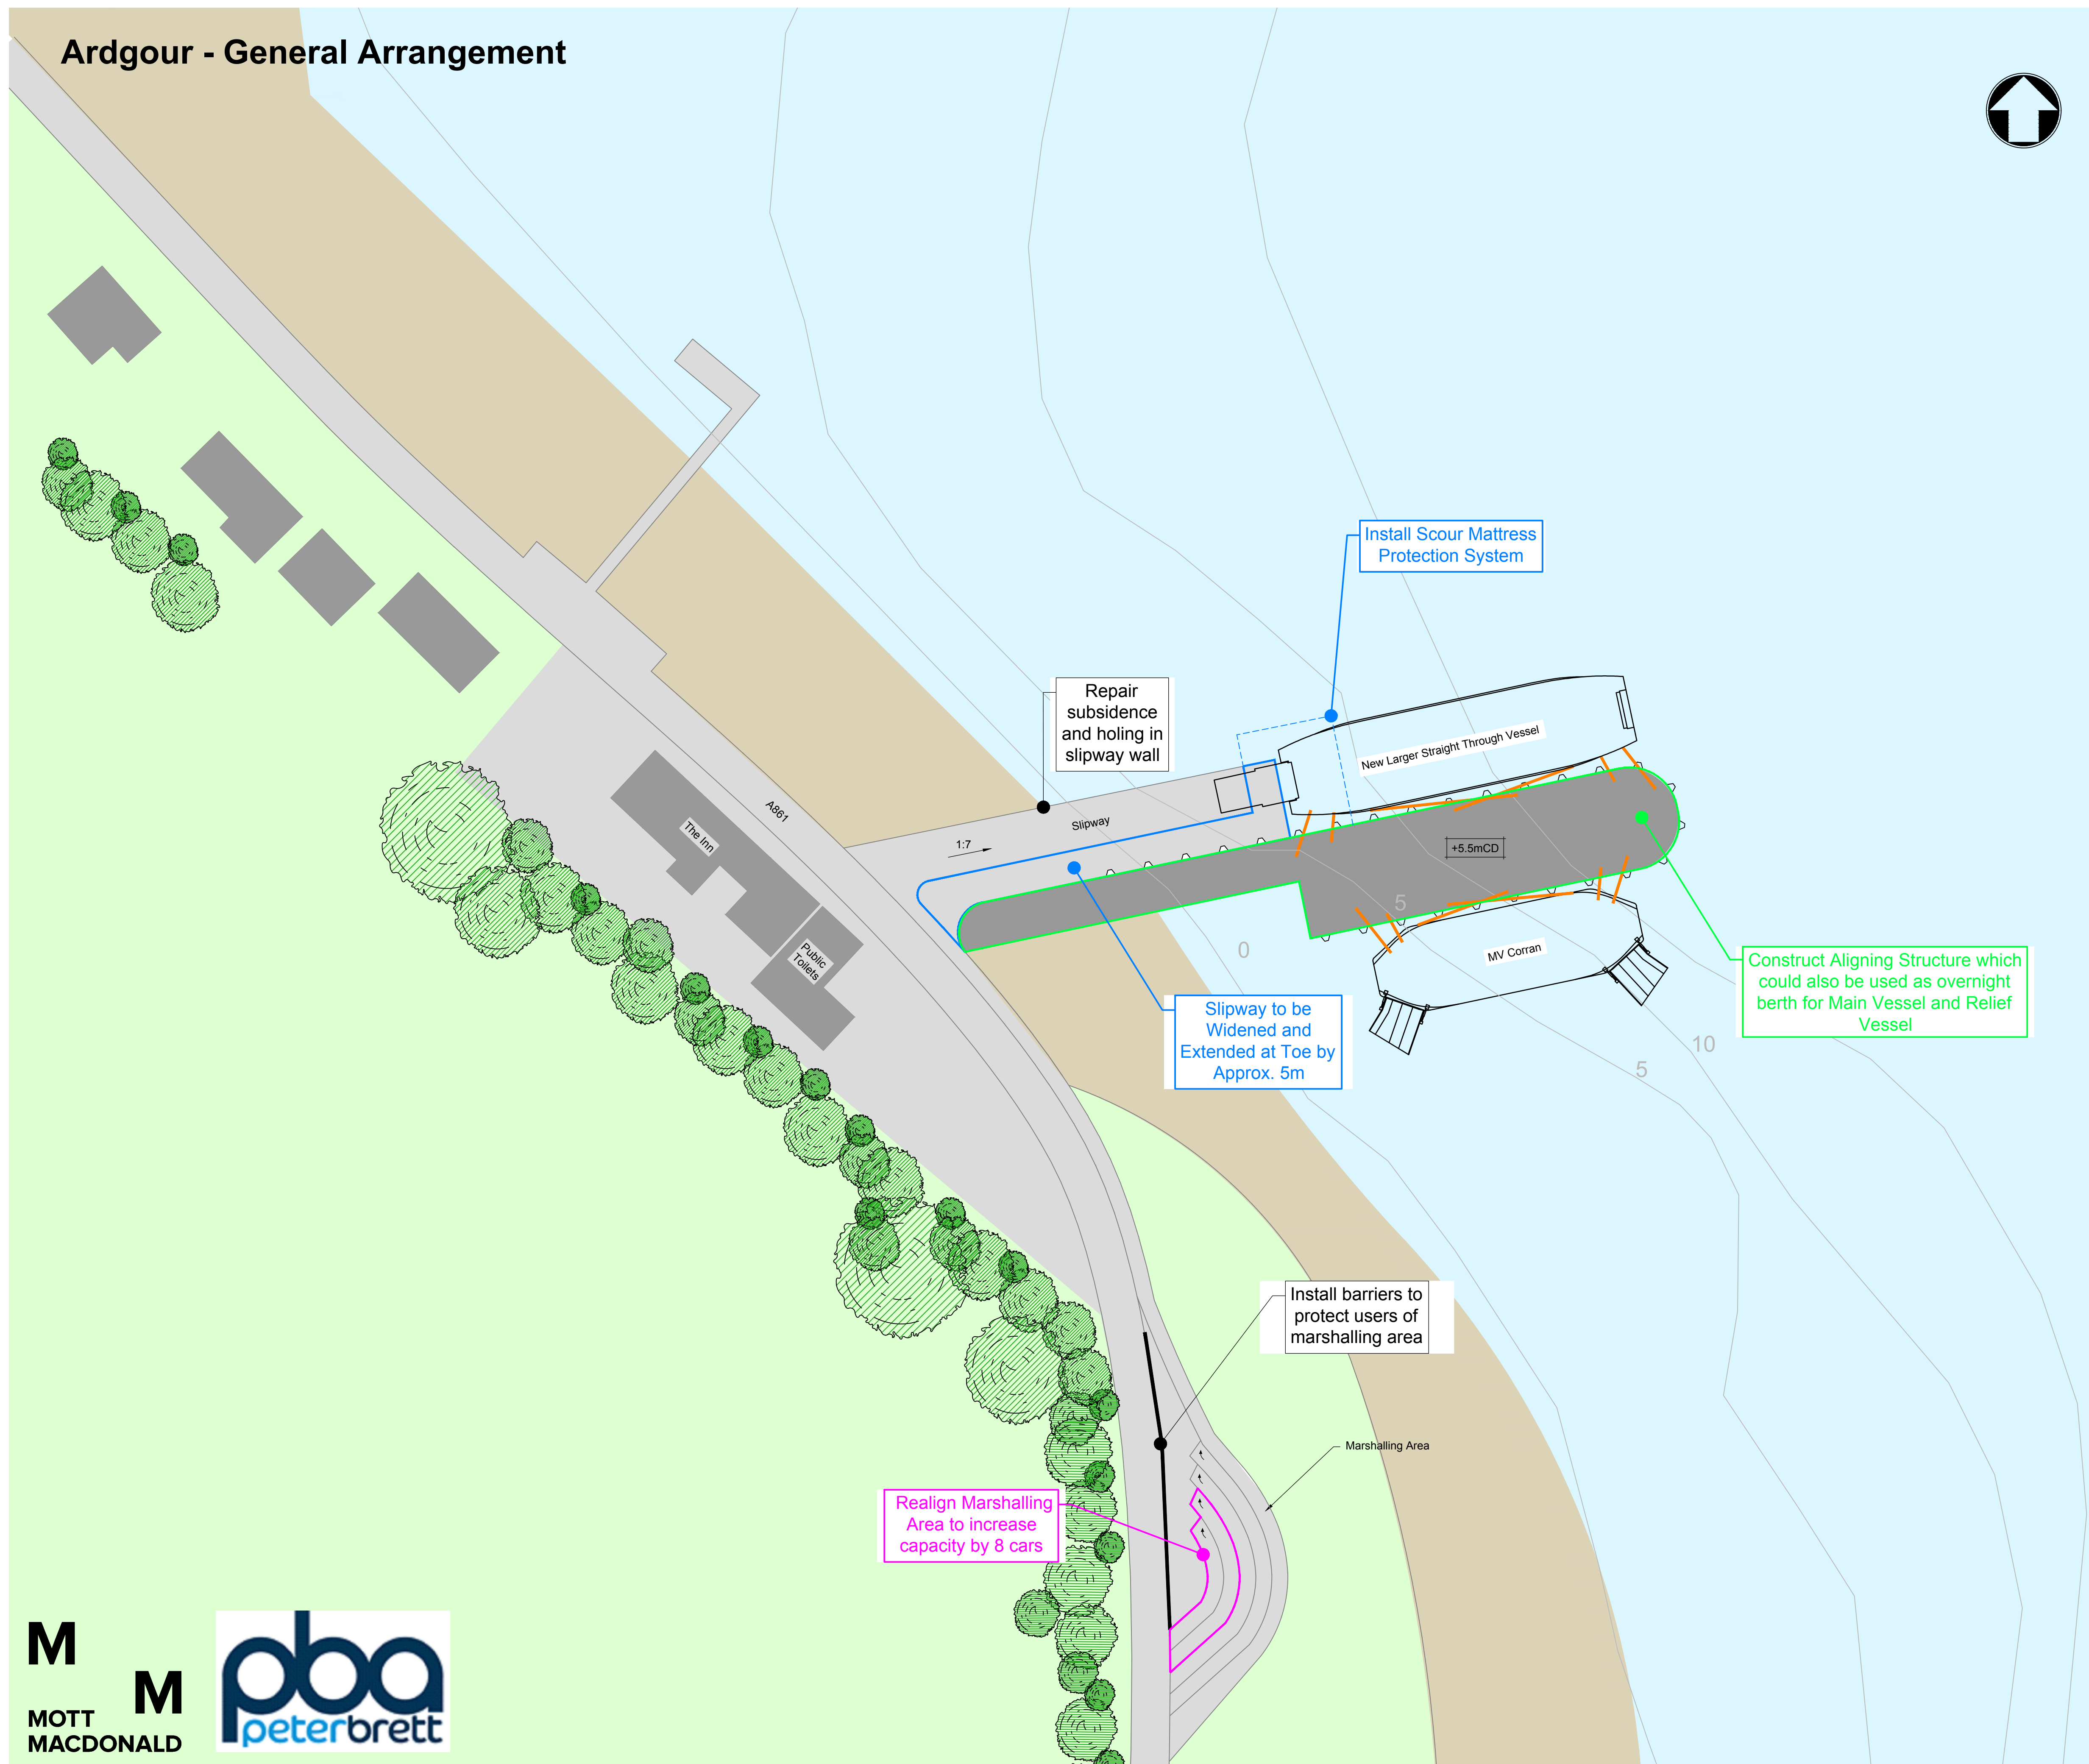 Ardgour - General Arrangement
Install Scour Mattress
Protection System
Repair
subsidence
and holing in
slipway wall
New Larger Straight Through Vessel
A861
The Inn
Slipway
1:7
+5.5mCD
5
0
MV Corran
Public
Toilets
Construct Aligning Structure which
could also be used as overnight
berth for Main Vessel and Relief
Vessel
Slipway to be
Widened and
Extended at Toe by
Approx. 5m
10
5
Install barriers to
protect users of
marshalling area
Marshalling Area
Realign Marshalling
Area to increase
capacity by 8 cars
M
M
MOTT
MACDONALD
pba
peterbrett